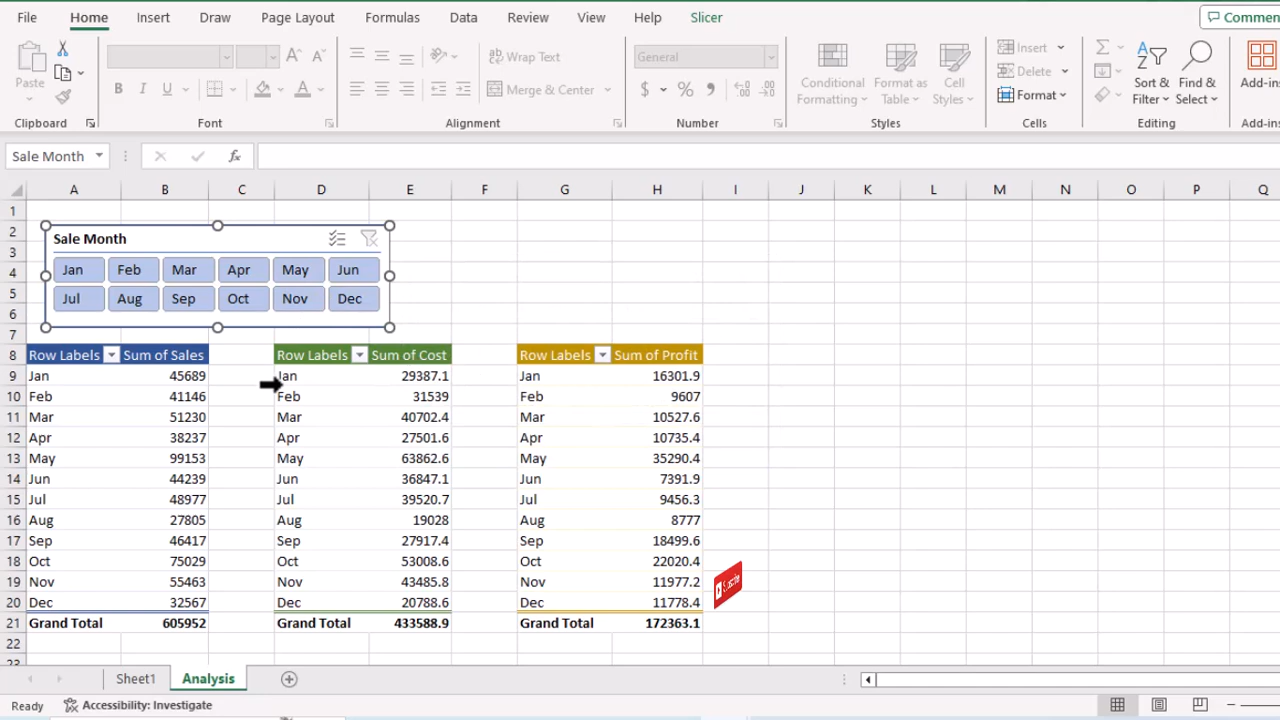 File Home Insert Draw Page Layout Formulas Data Review View Help Slicer Commen
Paste
B I U
A A
A
Wrap Text
Merge & Center
General
$ % ,
Conditional Formatting
Format as Table
Cell Styles
Insert
Delete
Format
Sort & Filter
Find & Select
Add-ins
Clipboard Font Alignment Number Styles Cells Editing Add-in
Sale Month fx
A B C D E F G H I J K L M N O P Q
1
2
3
4
5
6
7
Sale Month
Jan Feb Mar Apr May Jun
Jul Aug Sep Oct Nov Dec
8 Row Labels Sum of Sales Row Labels Sum of Cost Row Labels Sum of Profit
9 Jan 45689 Jan 29387.1 Jan 16301.9
10 Feb 41146 Feb 31539 Feb 9607
11 Mar 51230 Mar 40702.4 Mar 10527.6
12 Apr 38237 Apr 27501.6 Apr 10735.4
13 May 99153 May 63862.6 May 35290.4
14 Jun 44239 Jun 36847.1 Jun 7391.9
15 Jul 48977 Jul 39520.7 Jul 9456.3
16 Aug 27805 Aug 19028 Aug 8777
17 Sep 46417 Sep 27917.4 Sep 18499.6
18 Oct 75029 Oct 53008.6 Oct 22020.4
19 Nov 55463 Nov 43485.8 Nov 11977.2
20 Dec 32567 Dec 20788.6 Dec 11778.4
21 Grand Total 605952 Grand Total 433588.9 Grand Total 172363.1
22
23
Sheet1 Analysis
Ready Accessibility: Investigate